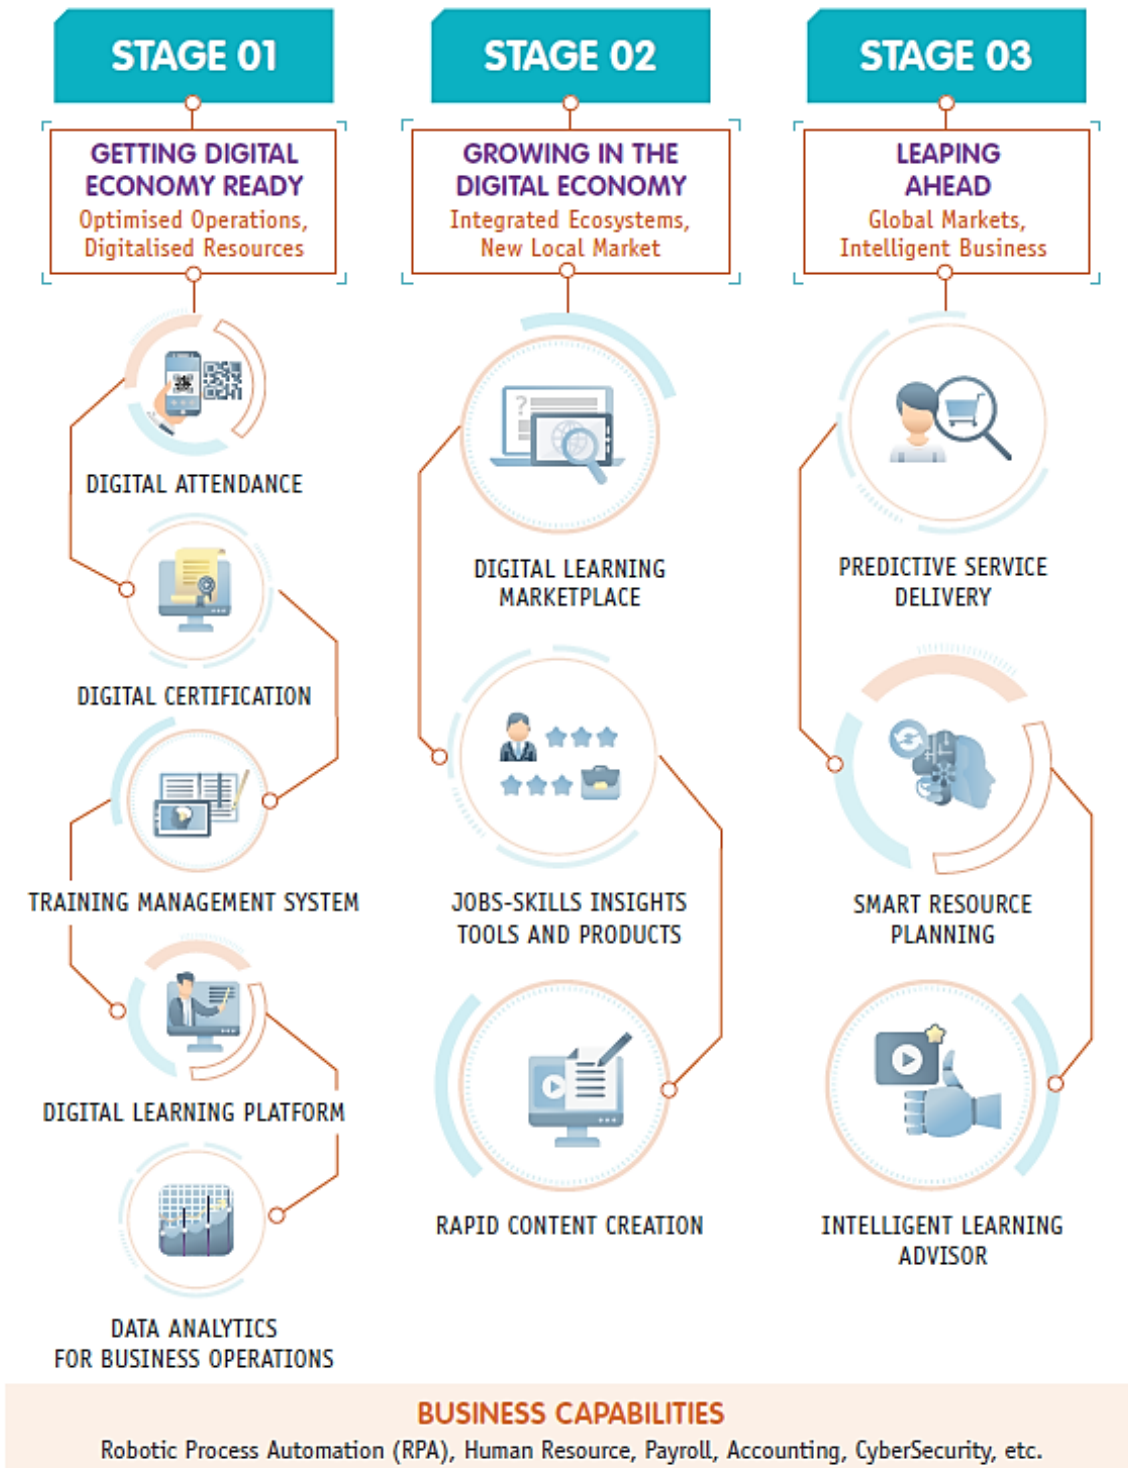 STAGE 01
GETTING DIGITAL
ECONOMY READY
Optimised Operations,
Digitalised Resources
DIGITAL ATTENDANCE
DIGITAL CERTIFICATION
TRAINING MANAGEMENT SYSTEM
DIGITAL LEARNING PLATFORM
DATA ANALYTICS
FOR BUSINESS OPERATIONS
STAGE 02
GROWING IN THE
DIGITAL ECONOMY
Integrated Ecosystems,
New Local Market
?
DIGITAL LEARNING
MARKETPLACE
JOBS-SKILLS INSIGHTS
TOOLS AND PRODUCTS
RAPID CONTENT CREATION
STAGE 03
LEAPING
AHEAD
Global Markets,
Intelligent Business
PREDICTIVE SERVICE
DELIVERY
SMART RESOURCE
PLANNING
INTELLIGENT LEARNING
ADVISOR
BUSINESS CAPABILITIES
Robotic Process Automation (RPA), Human Resource, Payroll, Accounting, CyberSecurity, etc.